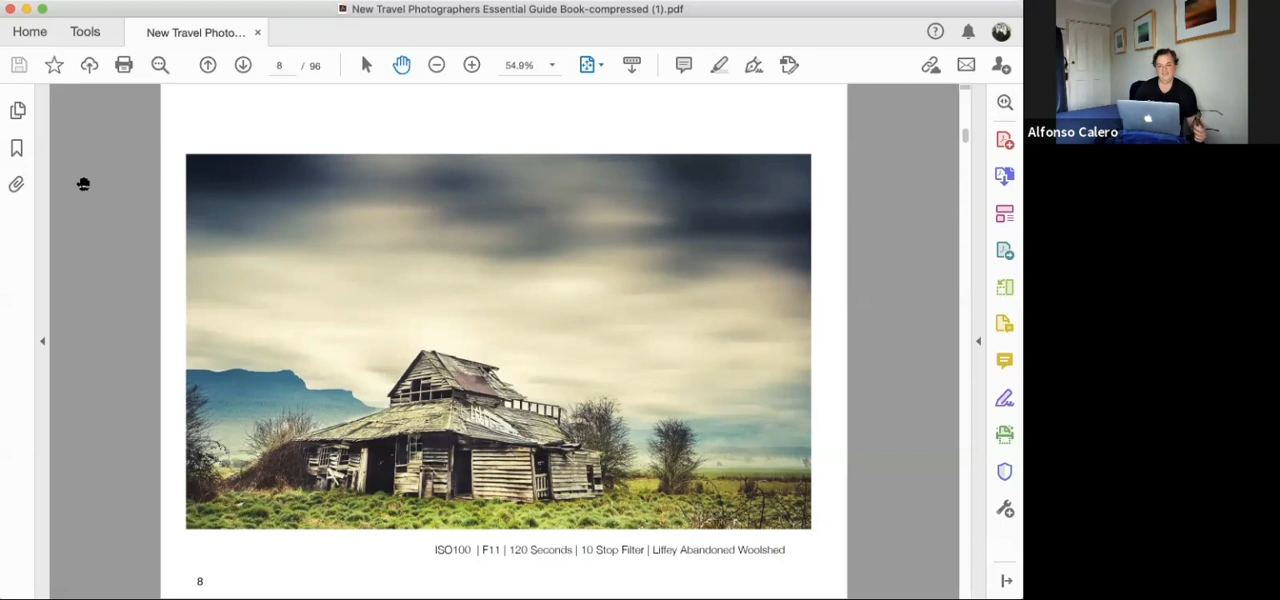 New Travel Photographers Essential Guide Book-compressed (1).pdf
Home
Tools
New Travel Photo... ×
8 / 96
54.9%
Alfonso Calero
ISO100 | F11 | 120 Seconds | 10 Stop Filter | Liffey Abandoned Woolshed
8